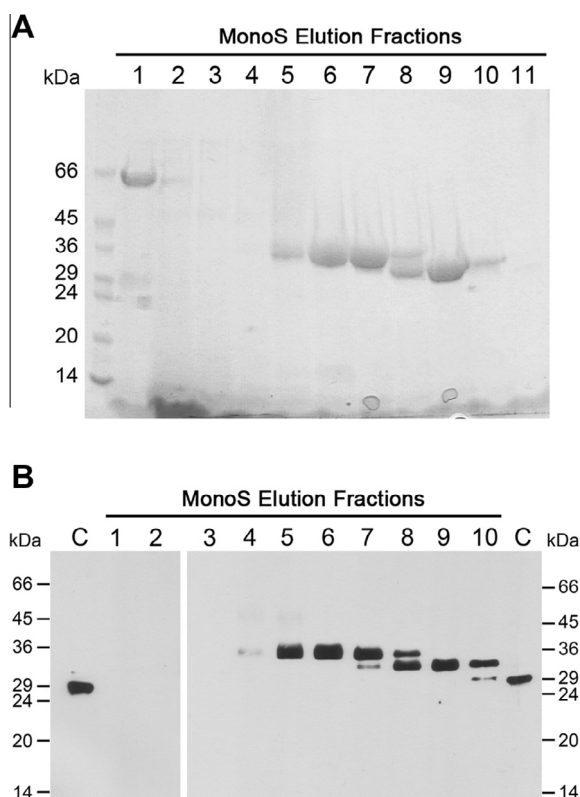 A
MonoS Elution Fractions
kDa 1 2 3 4 5 6 7 8 9 10 11
66
45
36
29
24
20
14
B
MonoS Elution Fractions
kDa C 1 2 3 4 5 6 7 8 9 10 C kDa
66 66
45 45
36 36
29 29
24 24
20 20
14 14